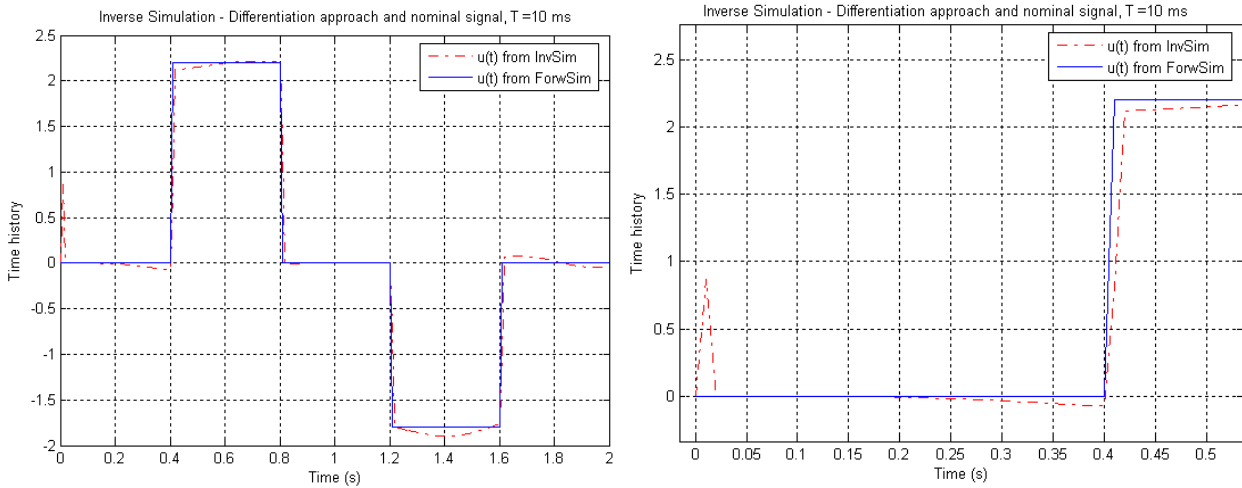 Inverse Simulation - Differentiation approach and nominal signal, T =10 ms
2.5
2
1.5
1
0.5
0
-0.5
-1
-1.5
-2
Time history
u(t) from InvSim
u(t) from ForwSim
0 0.2 0.4 0.6 0.8 1 1.2 1.4 1.6 1.8 2
Time (s)
Inverse Simulation - Differentiation approach and nominal signal, T =10 ms
2.5
2
1.5
1
0.5
0
Time history
u(t) from InvSim
u(t) from ForwSim
0 0.05 0.1 0.15 0.2 0.25 0.3 0.35 0.4 0.45 0.5
Time (s)